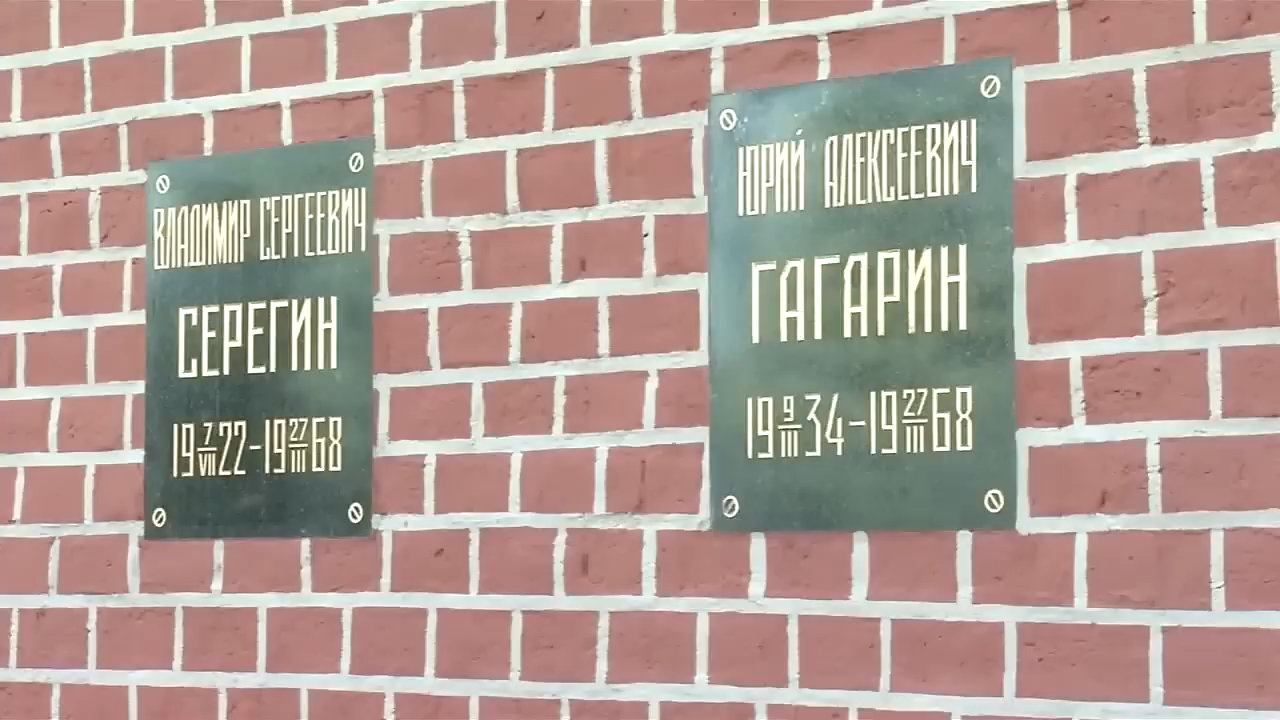 ВЛАДИМИР СЕРГЕЕВИЧ
СЕРЕГИН
19 7/VII 22-19 27/III 68
ЮРИЙ АЛЕКСЕЕВИЧ
ГАГАРИН
19 9/III 34-19 27/III 68